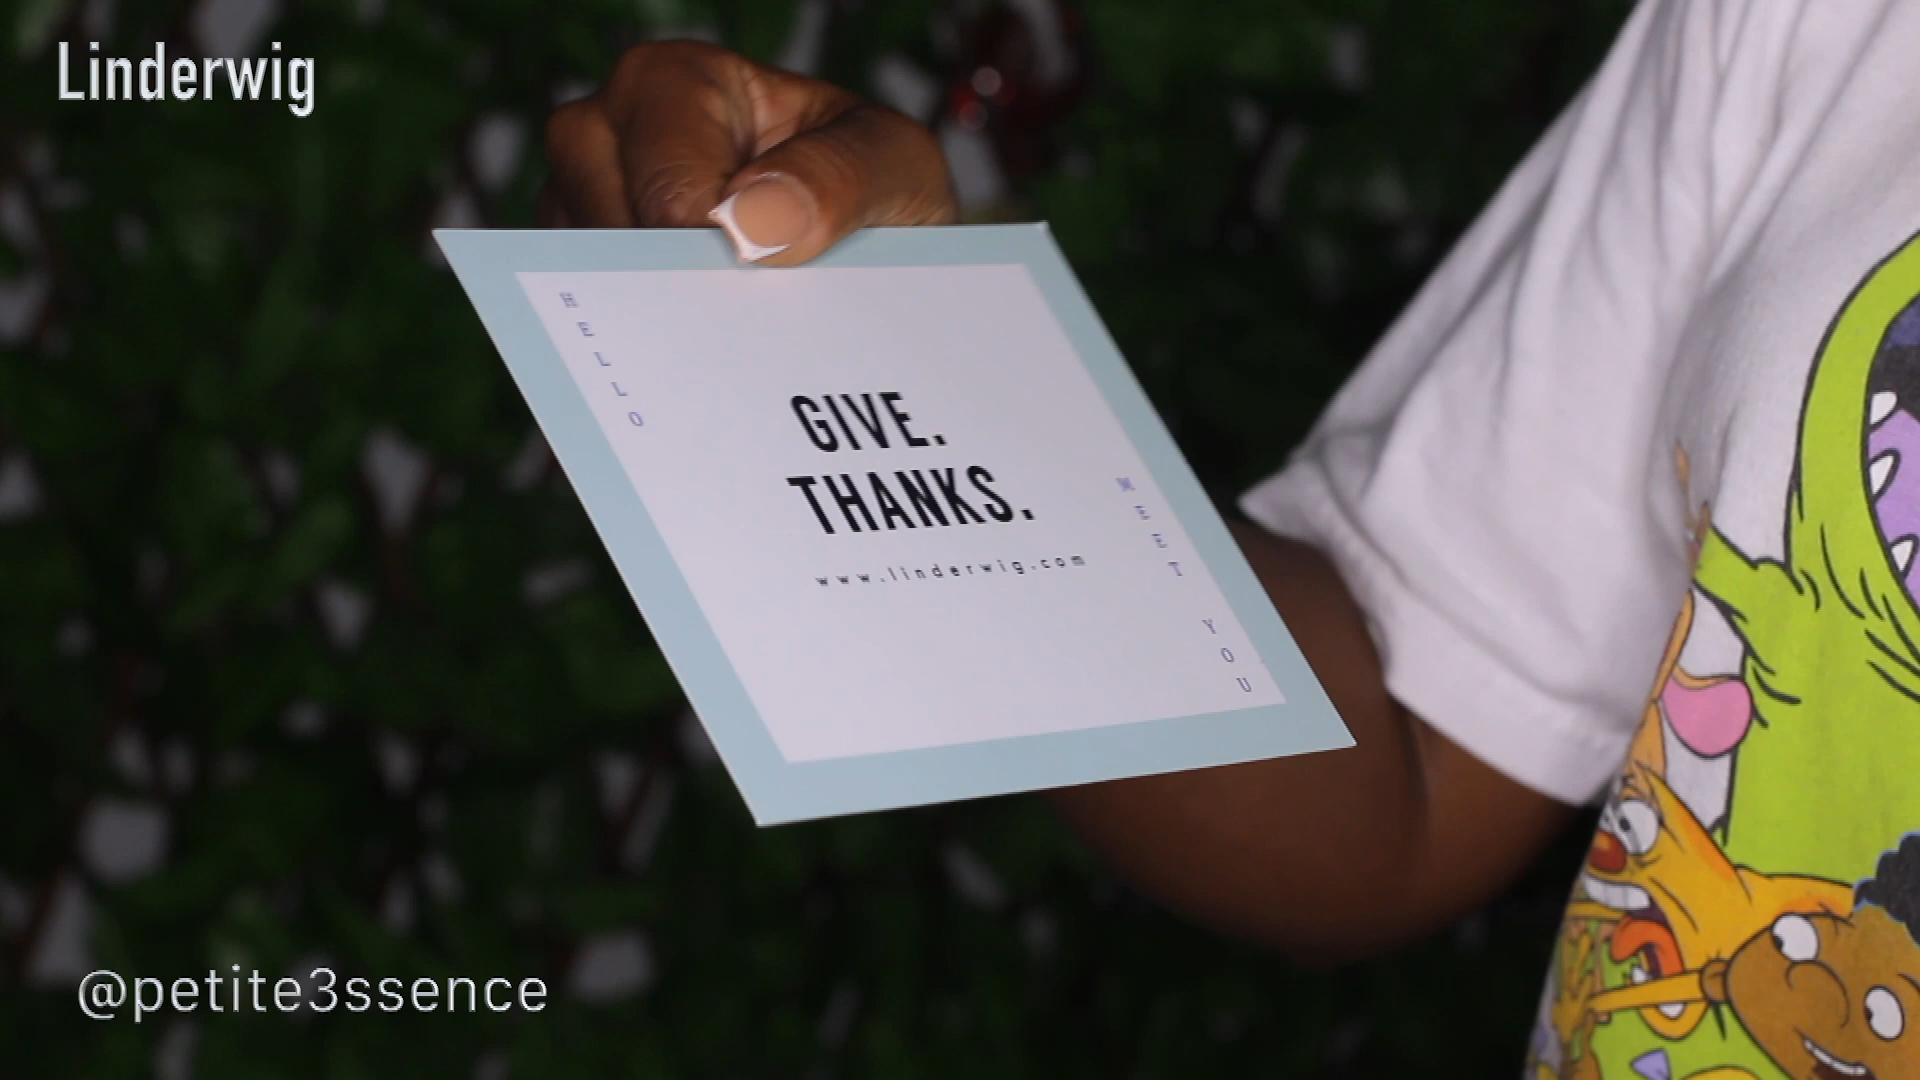 Linderwig
HELLO
GIVE.
THANKS.
www.linderwig.com
MEET YOU
@petite3ssence